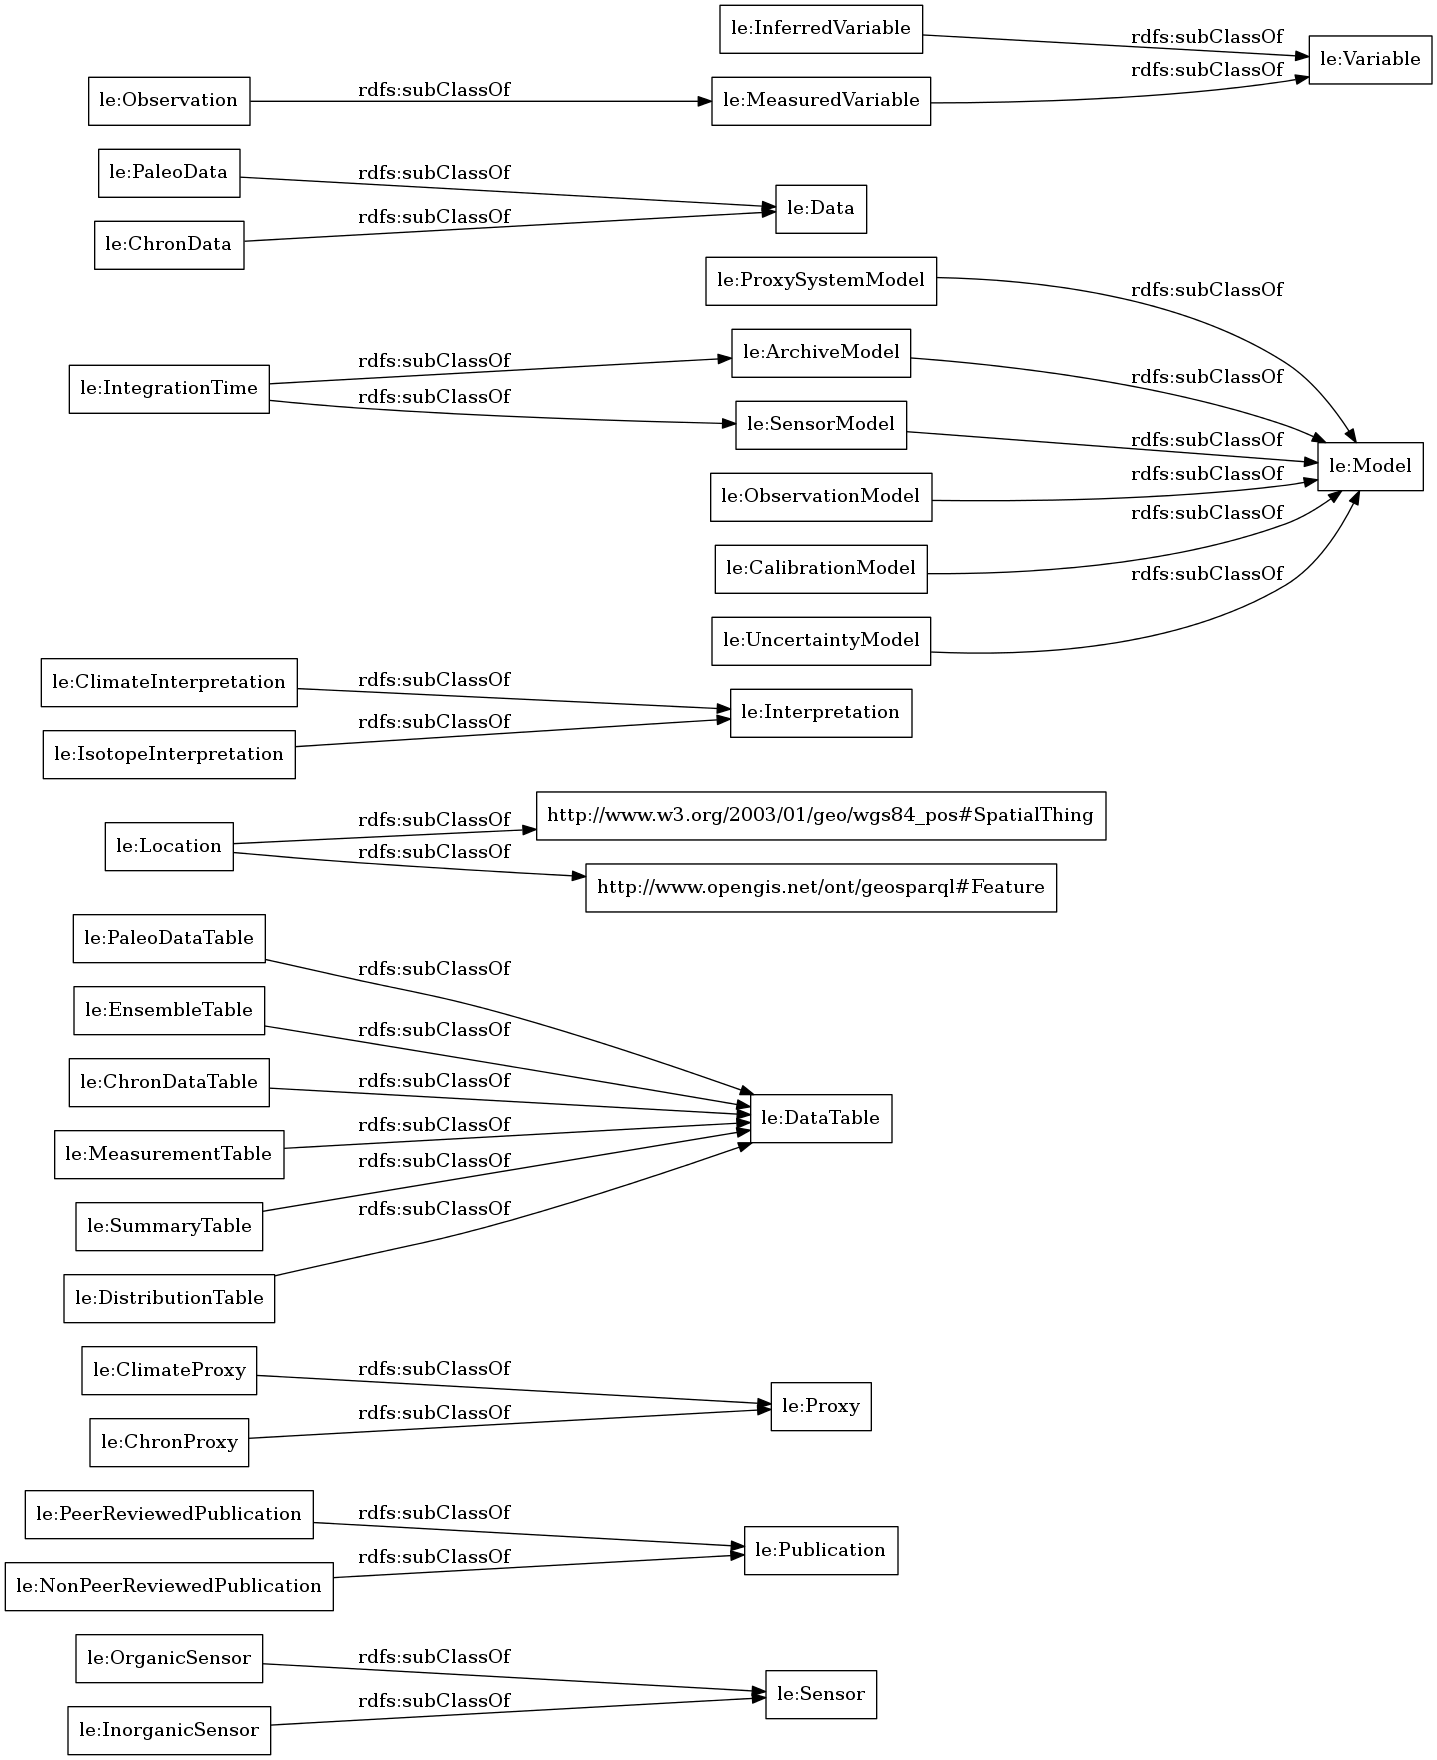 le:InferredVariable
rdfs:subClassOf
le:Variable
rdfs:subClassOf
le:Observation
rdfs:subClassOf
le:MeasuredVariable
le:PaleoData
rdfs:subClassOf
le:Data
le:ChronData
rdfs:subClassOf
le:ProxySystemModel
rdfs:subClassOf
le:IntegrationTime
rdfs:subClassOf
le:ArchiveModel
rdfs:subClassOf
rdfs:subClassOf
le:SensorModel
rdfs:subClassOf
le:Model
le:ObservationModel
rdfs:subClassOf
le:CalibrationModel
rdfs:subClassOf
le:UncertaintyModel
rdfs:subClassOf
le:ClimateInterpretation
rdfs:subClassOf
le:Interpretation
le:IsotopeInterpretation
rdfs:subClassOf
le:Location
rdfs:subClassOf
http://www.w3.org/2003/01/geo/wgs84_pos#SpatialThing
rdfs:subClassOf
http://www.opengis.net/ont/geosparql#Feature
le:PaleoDataTable
rdfs:subClassOf
le:EnsembleTable
rdfs:subClassOf
le:ChronDataTable
rdfs:subClassOf
le:DataTable
le:MeasurementTable
rdfs:subClassOf
le:SummaryTable
rdfs:subClassOf
le:DistributionTable
rdfs:subClassOf
le:ClimateProxy
rdfs:subClassOf
le:Proxy
le:ChronProxy
rdfs:subClassOf
le:PeerReviewedPublication
rdfs:subClassOf
le:Publication
le:NonPeerReviewedPublication
rdfs:subClassOf
le:OrganicSensor
rdfs:subClassOf
le:Sensor
le:InorganicSensor
rdfs:subClassOf